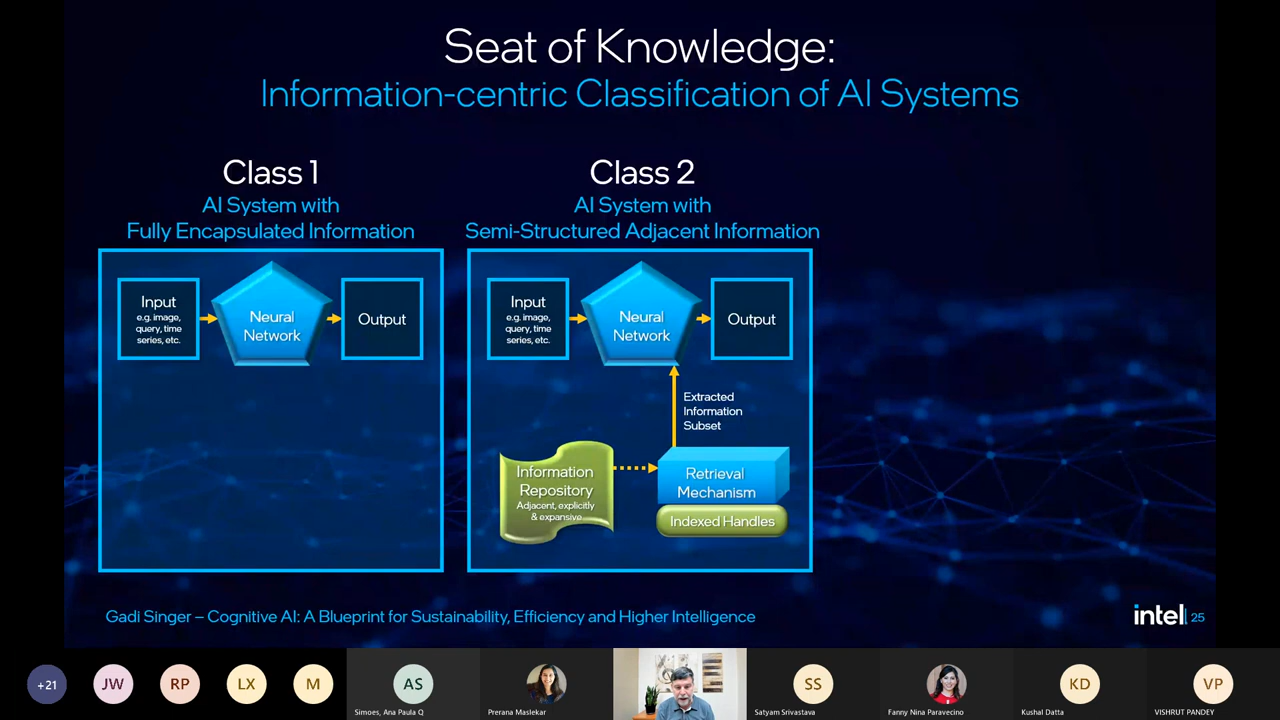 Seat of Knowledge:
Information-centric Classification of AI Systems
Class 1
AI System with
Fully Encapsulated Information
Input
e.g. image,
query, time
series, etc.
Neural
Network
Output
Class 2
AI System with
Semi-Structured Adjacent Information
Input
e.g. image,
query, time
series, etc.
Neural
Network
Output
Extracted
Information
Subset
Information
Repository
Adjacent, explicitly
& expansive
Retrieval
Mechanism
Indexed Handles
Gadi Singer – Cognitive AI: A Blueprint for Sustainability, Efficiency and Higher Intelligence
intel 25
+21
JW
RP
LX
M
AS
Simoes, Ana Paula Q
Prerana Maslekar
SS
Satyam Srivastava
Fanny Nina Paravecino
KD
Kushal Datta
VP
VISHRUT PANDEY